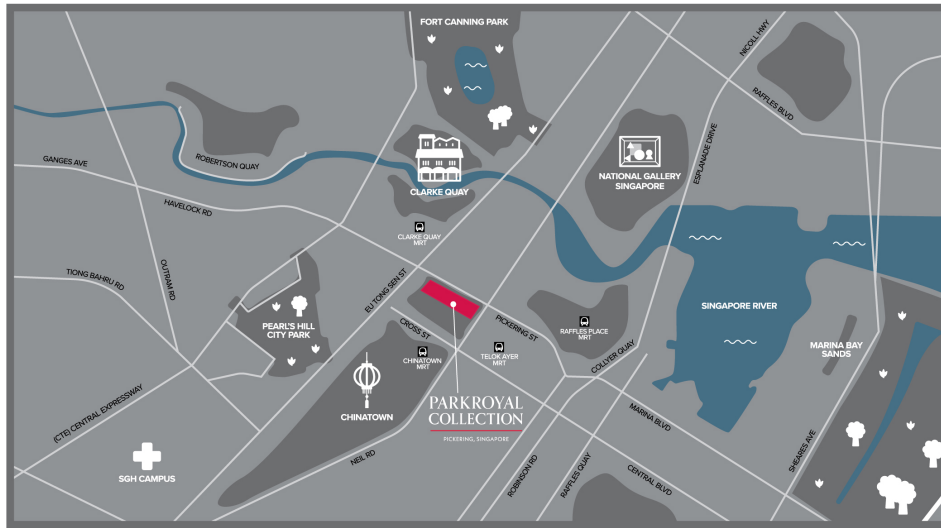 FORT CANNING PARK
NICOLL HWY
RAFFLES BLVD
ROBERTSON QUAY
GANGES AVE
CLARKE QUAY
NATIONAL GALLERY
SINGAPORE
ESPLANADE DRIVE
HAVELOCK RD
CLARKE QUAY
MRT
TIONG BAHRU RD
OUTRAM RD
EU TONG SEN ST
SINGAPORE RIVER
PEARL'S HILL
CITY PARK
CROSS ST
PICKERING ST
RAFFLES PLACE
MRT
CHINATOWN
MRT
TELOK AYER
MRT
COLLYER QUAY
MARINA BAY
SANDS
(CTE) CENTRAL EXPRESSWAY
CHINATOWN
PARKROYAL
COLLECTION
PICKERING, SINGAPORE
MARINA BLVD
SGH CAMPUS
NEIL RD
ROBINSON RD
RAFFLES QUAY
CENTRAL BLVD
SHEARES AVE